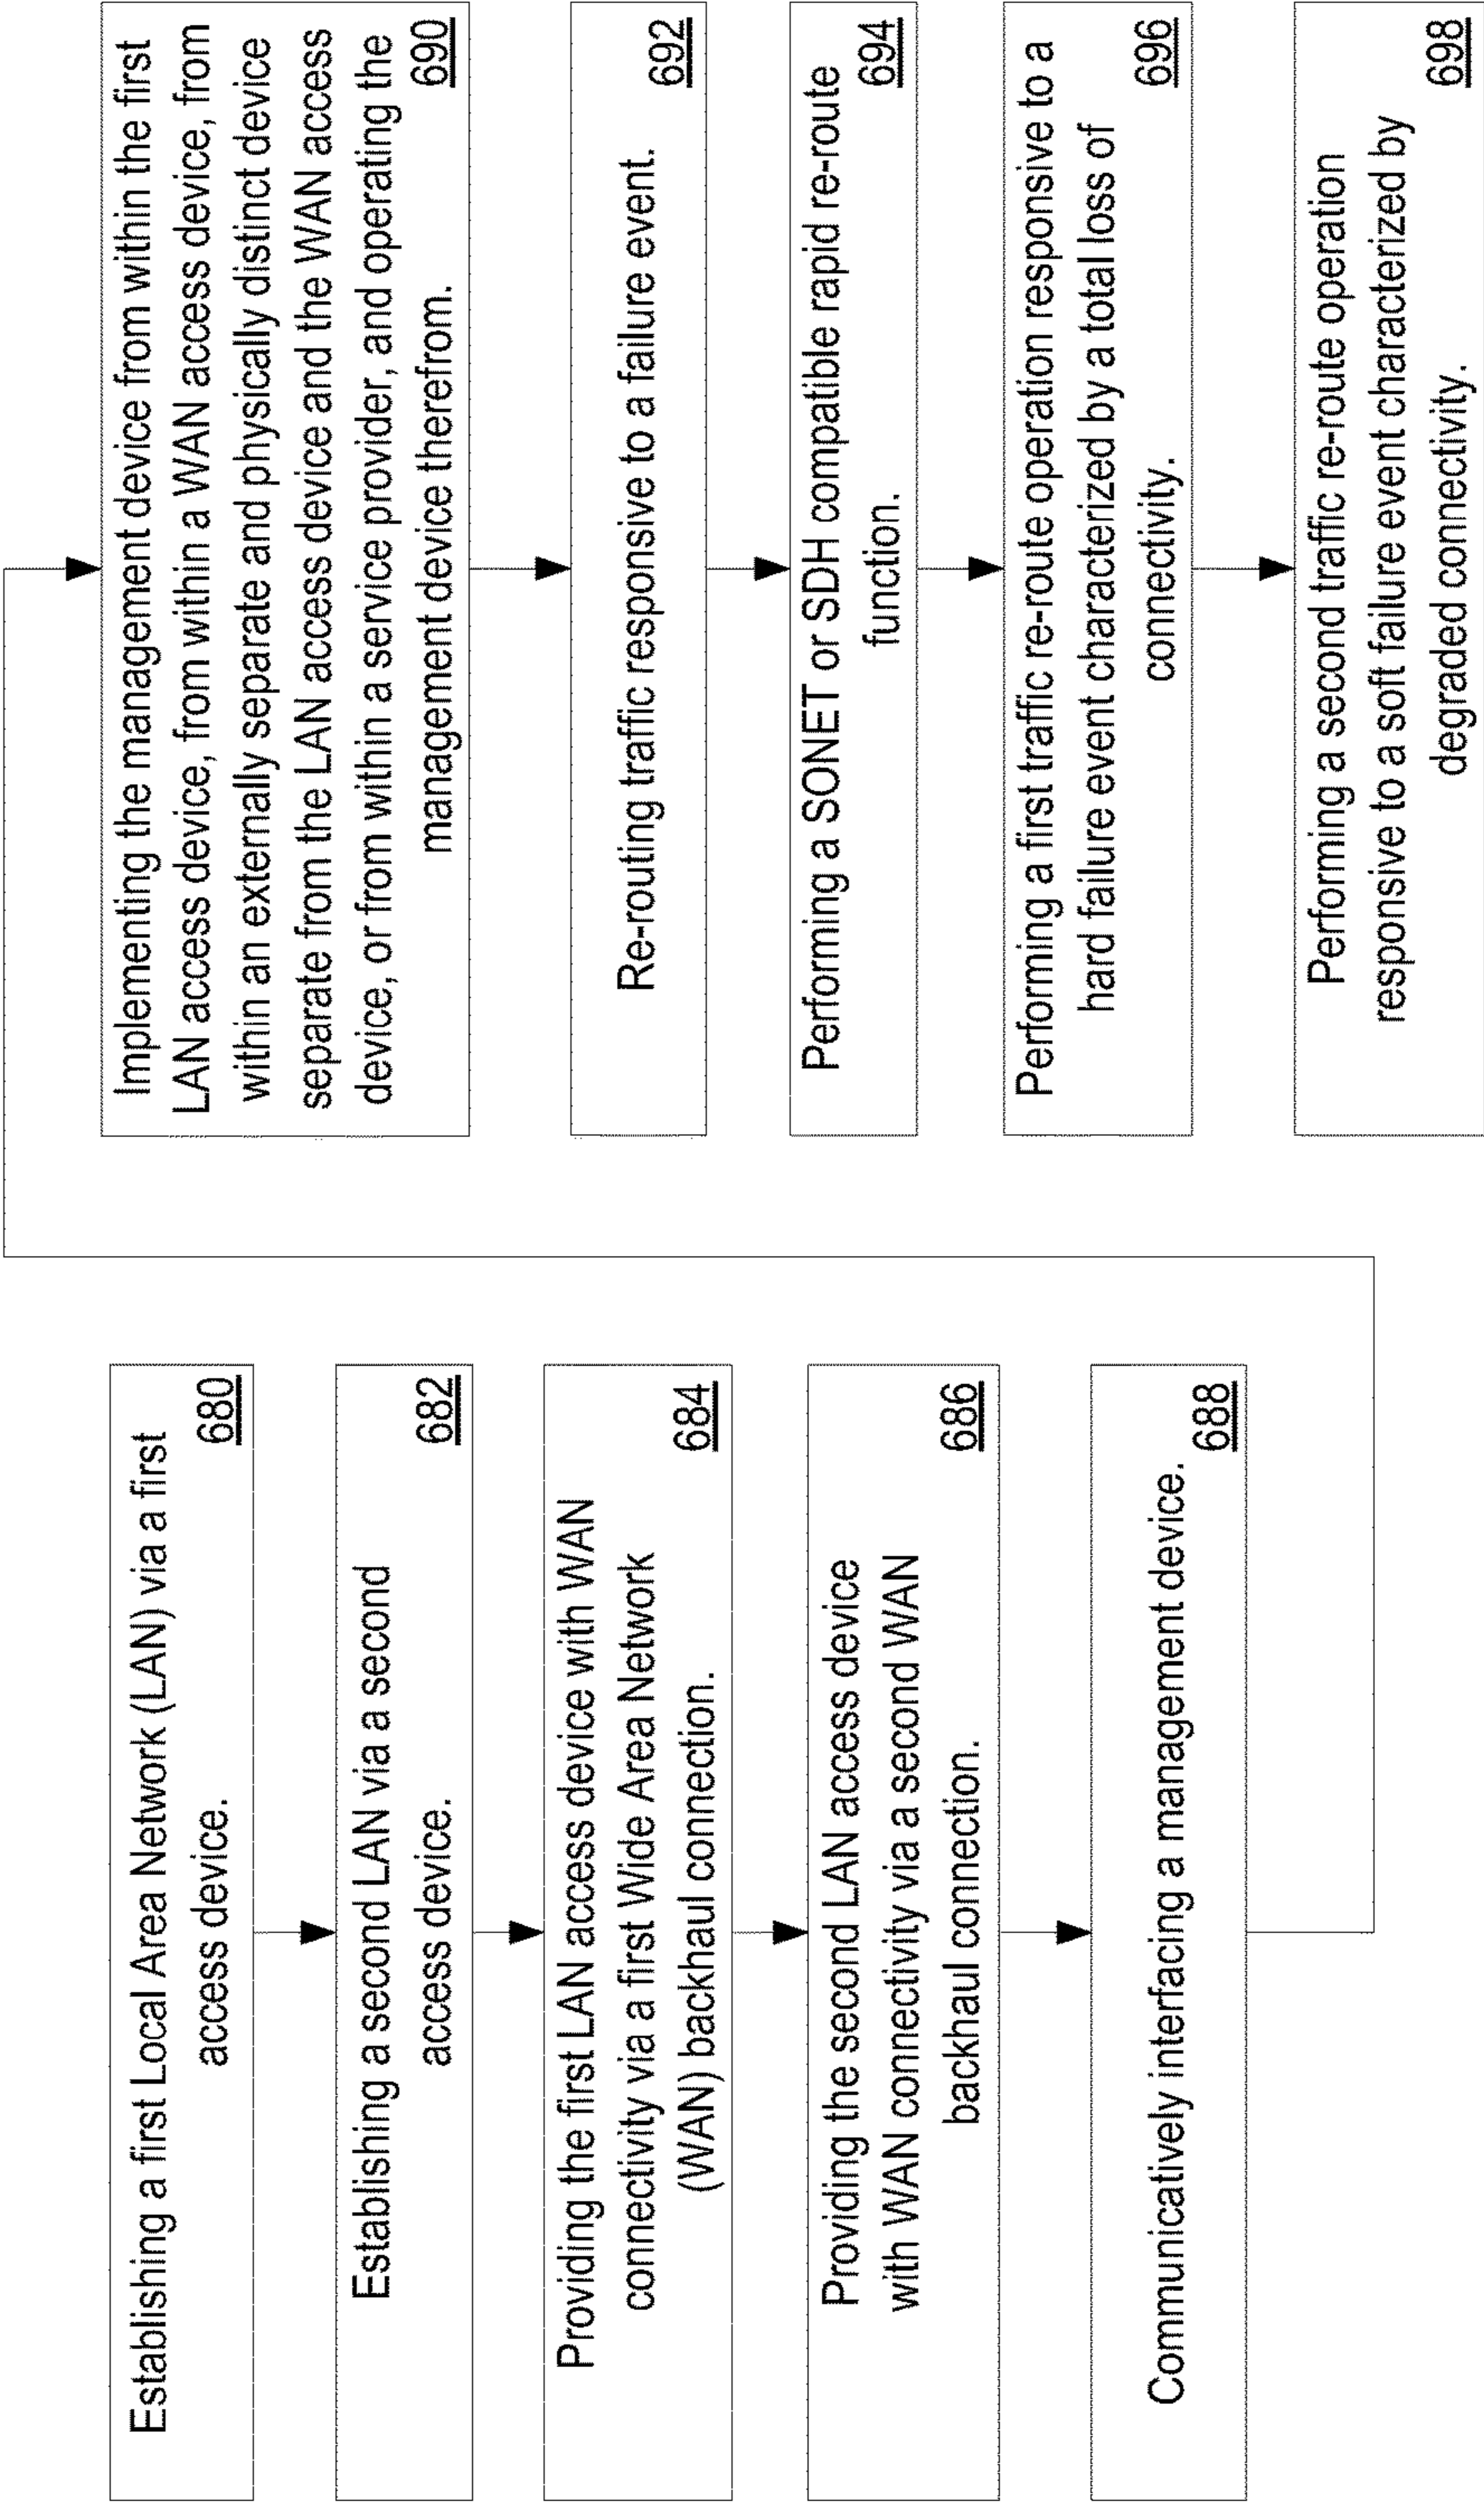 Establishing a first Local Area Network (LAN) via a first
access device.
680
Establishing a second LAN via a second
access device.
682
Providing the first LAN access device with WAN
connectivity via a first Wide Area Network
(WAN) backhaul connection.
684
Providing the second LAN access device
with WAN connectivity via a second WAN
backhaul connection.
686
Communicatively interfacing a management device.
688
Implementing the management device from within the first
LAN access device, from within a WAN access device, from
within an externally separate and physically distinct device
separate from the LAN access device and the WAN access
device, or from within a service provider, and operating the
management device therefrom.
690
Re-routing traffic responsive to a failure event.
692
Performing a SONET or SDH compatible rapid re-route
function.
694
Performing a first traffic re-route operation responsive to a
hard failure event characterized by a total loss of
connectivity.
696
Performing a second traffic re-route operation
responsive to a soft failure event characterized by
degraded connectivity.
698